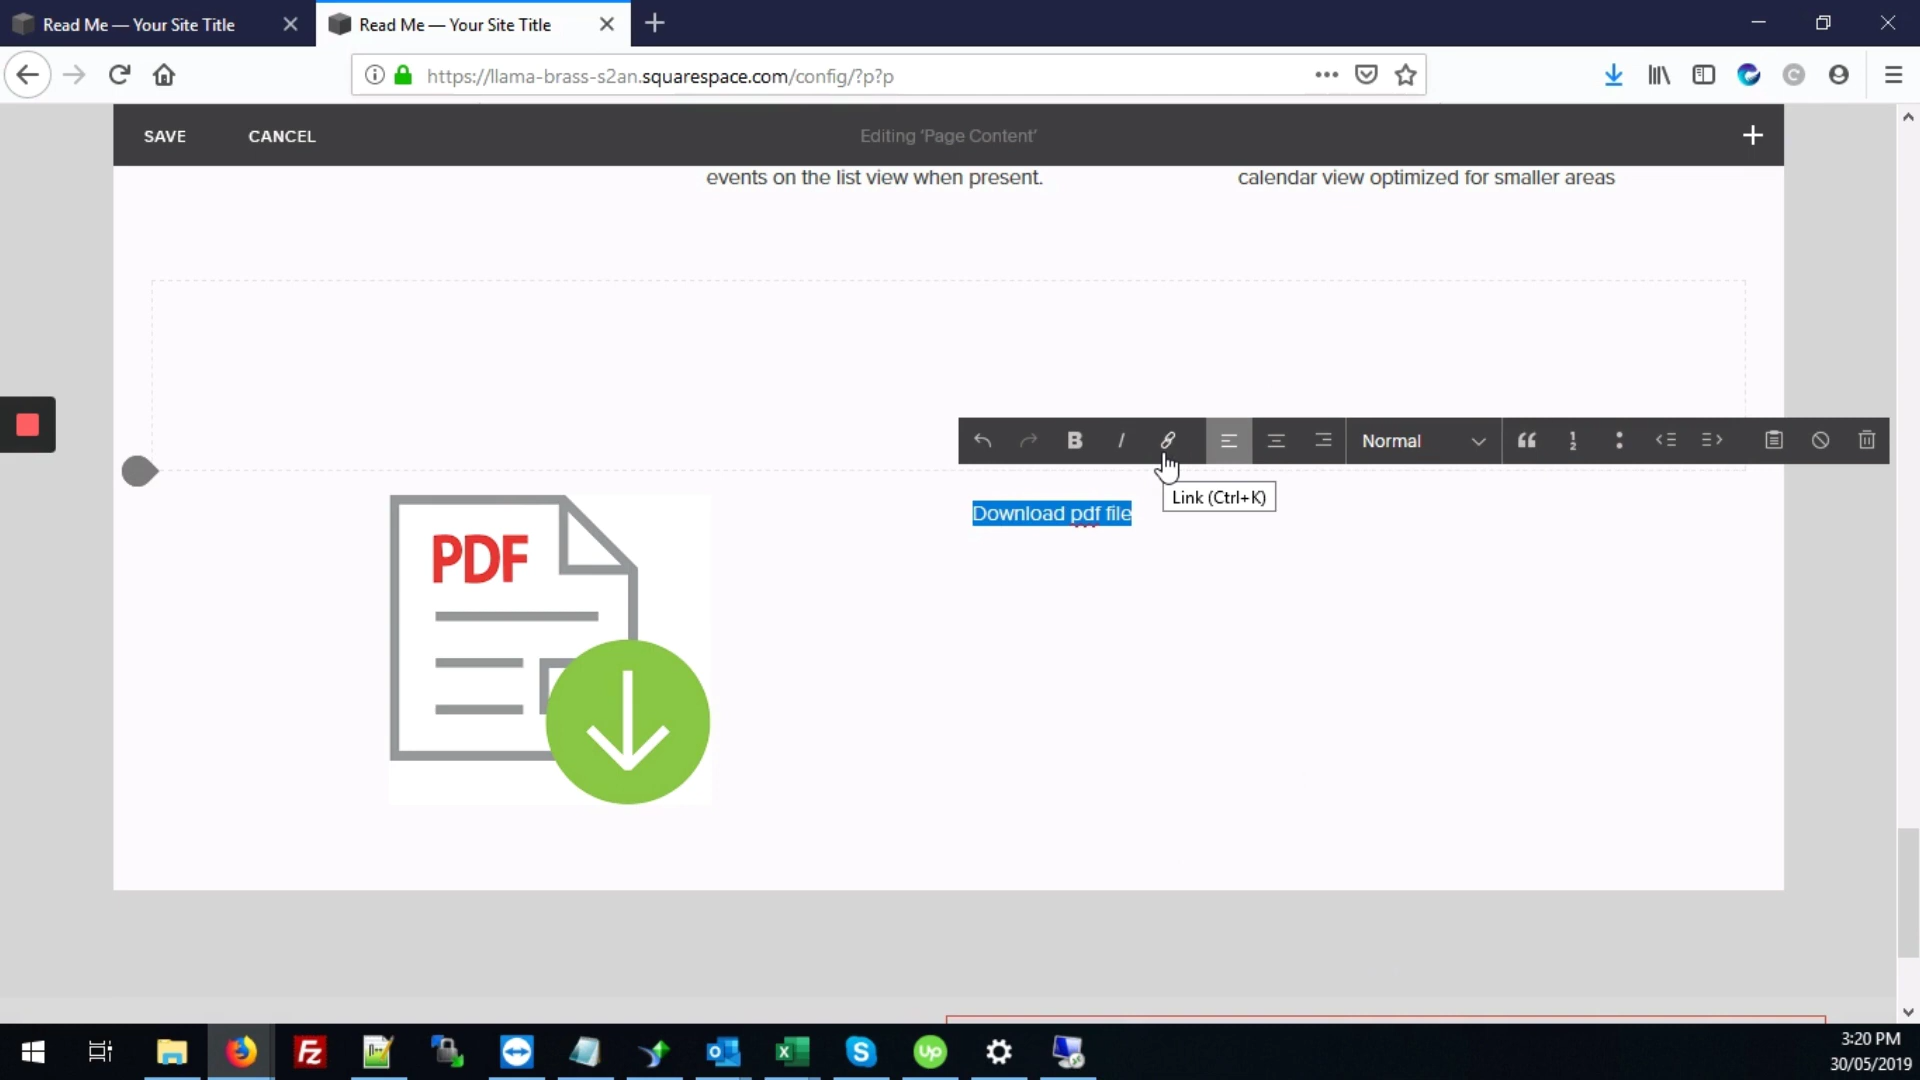 Read Me — Your Site Title
Read Me — Your Site Title
https://llama-brass-s2an.squarespace.com/config/?p?p
SAVE
CANCEL
Editing 'Page Content'
events on the list view when present.
calendar view optimized for smaller areas
Normal
Link (Ctrl+K)
Download pdf file
PDF
3:20 PM
30/05/2019